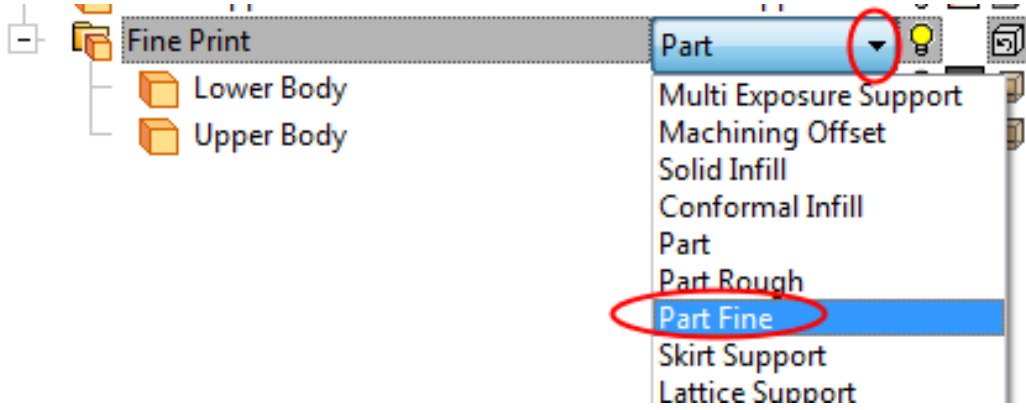 Fine Print
Part
Lower Body
Upper Body
Multi Exposure Support
Machining Offset
Solid Infill
Conformal Infill
Part
Part Rough
Part Fine
Skirt Support
Lattice Support